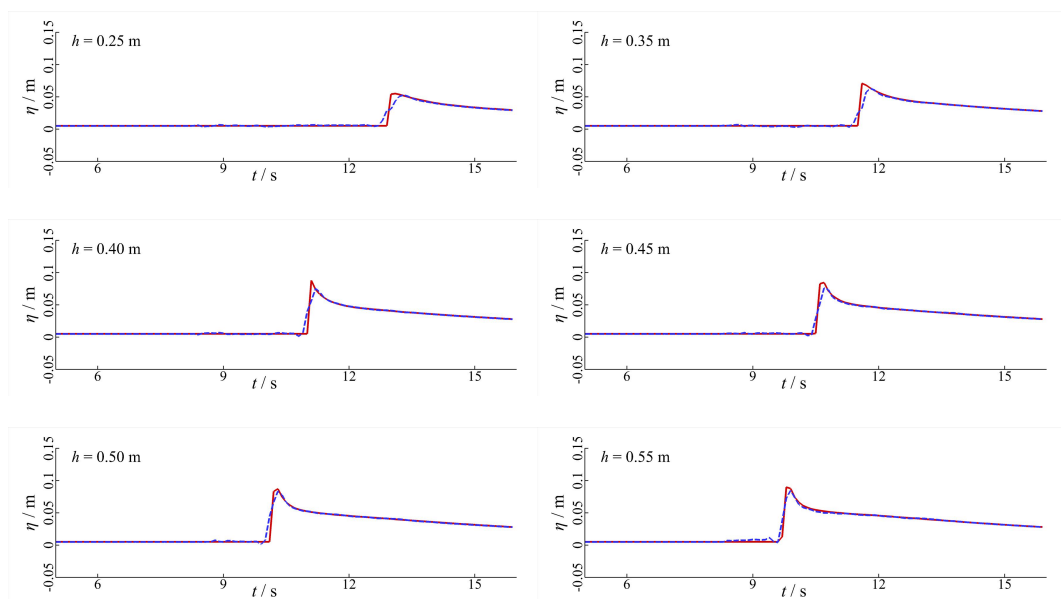 h = 0.25 m
η / m
0.15
0.1
0.05
0
-0.05
6 9 12 15
t / s
h = 0.35 m
η / m
0.15
0.1
0.05
0
-0.05
6 9 12 15
t / s
h = 0.40 m
η / m
0.15
0.1
0.05
0
-0.05
6 9 12 15
t / s
h = 0.45 m
η / m
0.15
0.1
0.05
0
-0.05
6 9 12 15
t / s
h = 0.50 m
η / m
0.15
0.1
0.05
0
-0.05
6 9 12 15
t / s
h = 0.55 m
η / m
0.15
0.1
0.05
0
-0.05
6 9 12 15
t / s